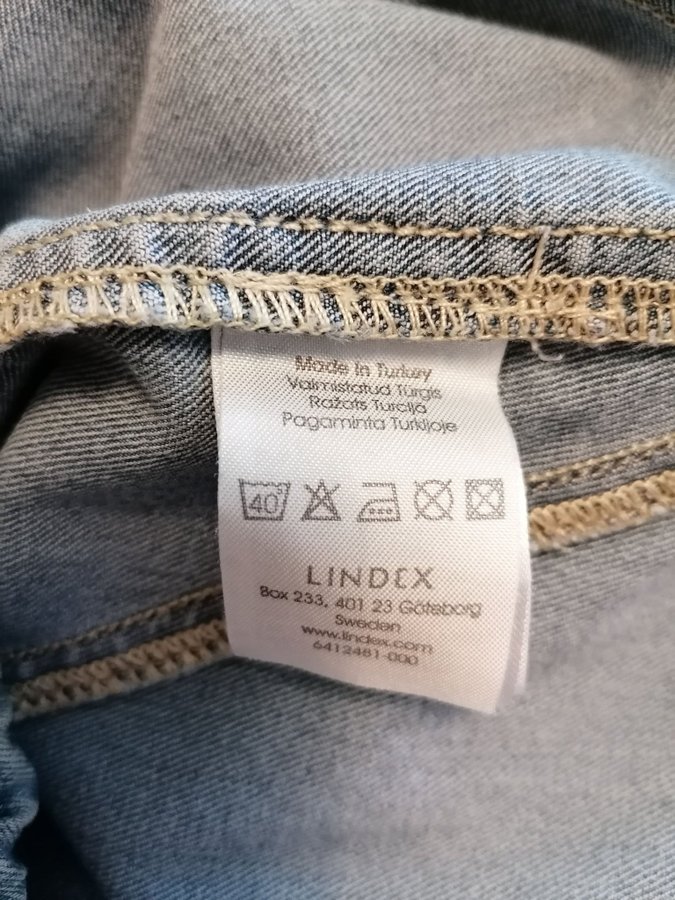 Made in Turkey
Valmistatud Türgis
Ražots Turcijā
Pagaminta Turkijoje
40°
LINDEX
Box 233, 401 23 Göteborg
Sweden
www.lindex.com
6412481-000